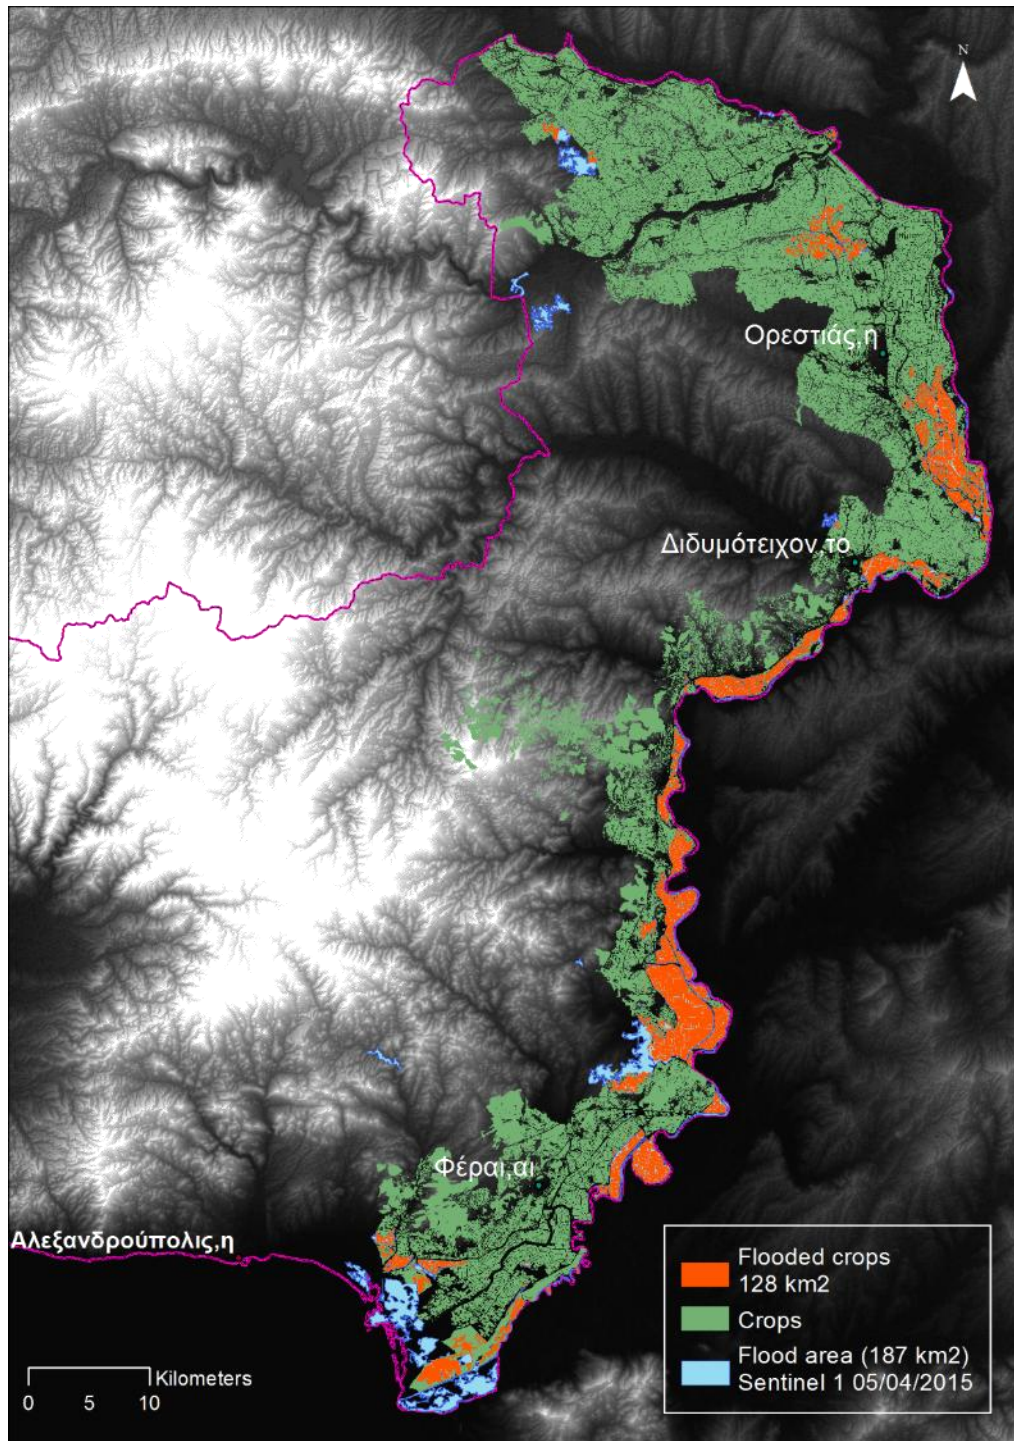 N
Ορεστιάς,η
Διδυμότειχον,το
Φέραι,αι
Αλεξανδρούπολις,η
Flooded crops
128 km2
Crops
Flood area (187 km2)
Sentinel 1 05/04/2015
Kilometers
0 5 10